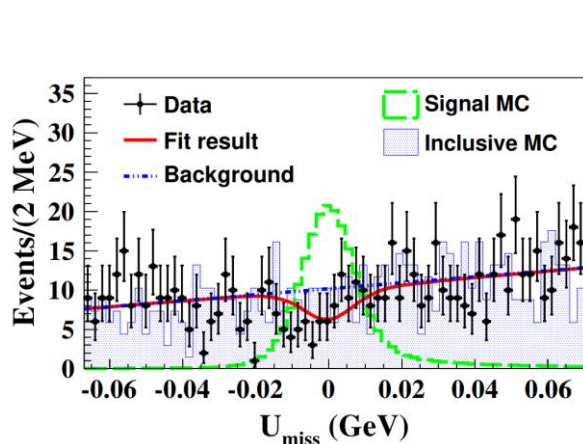 Events/(2 MeV)
35
30
25
20
15
10
5
0
Data
Fit result
Background
Signal MC
Inclusive MC
-0.06 -0.04 -0.02 0 0.02 0.04 0.06
U_miss (GeV)